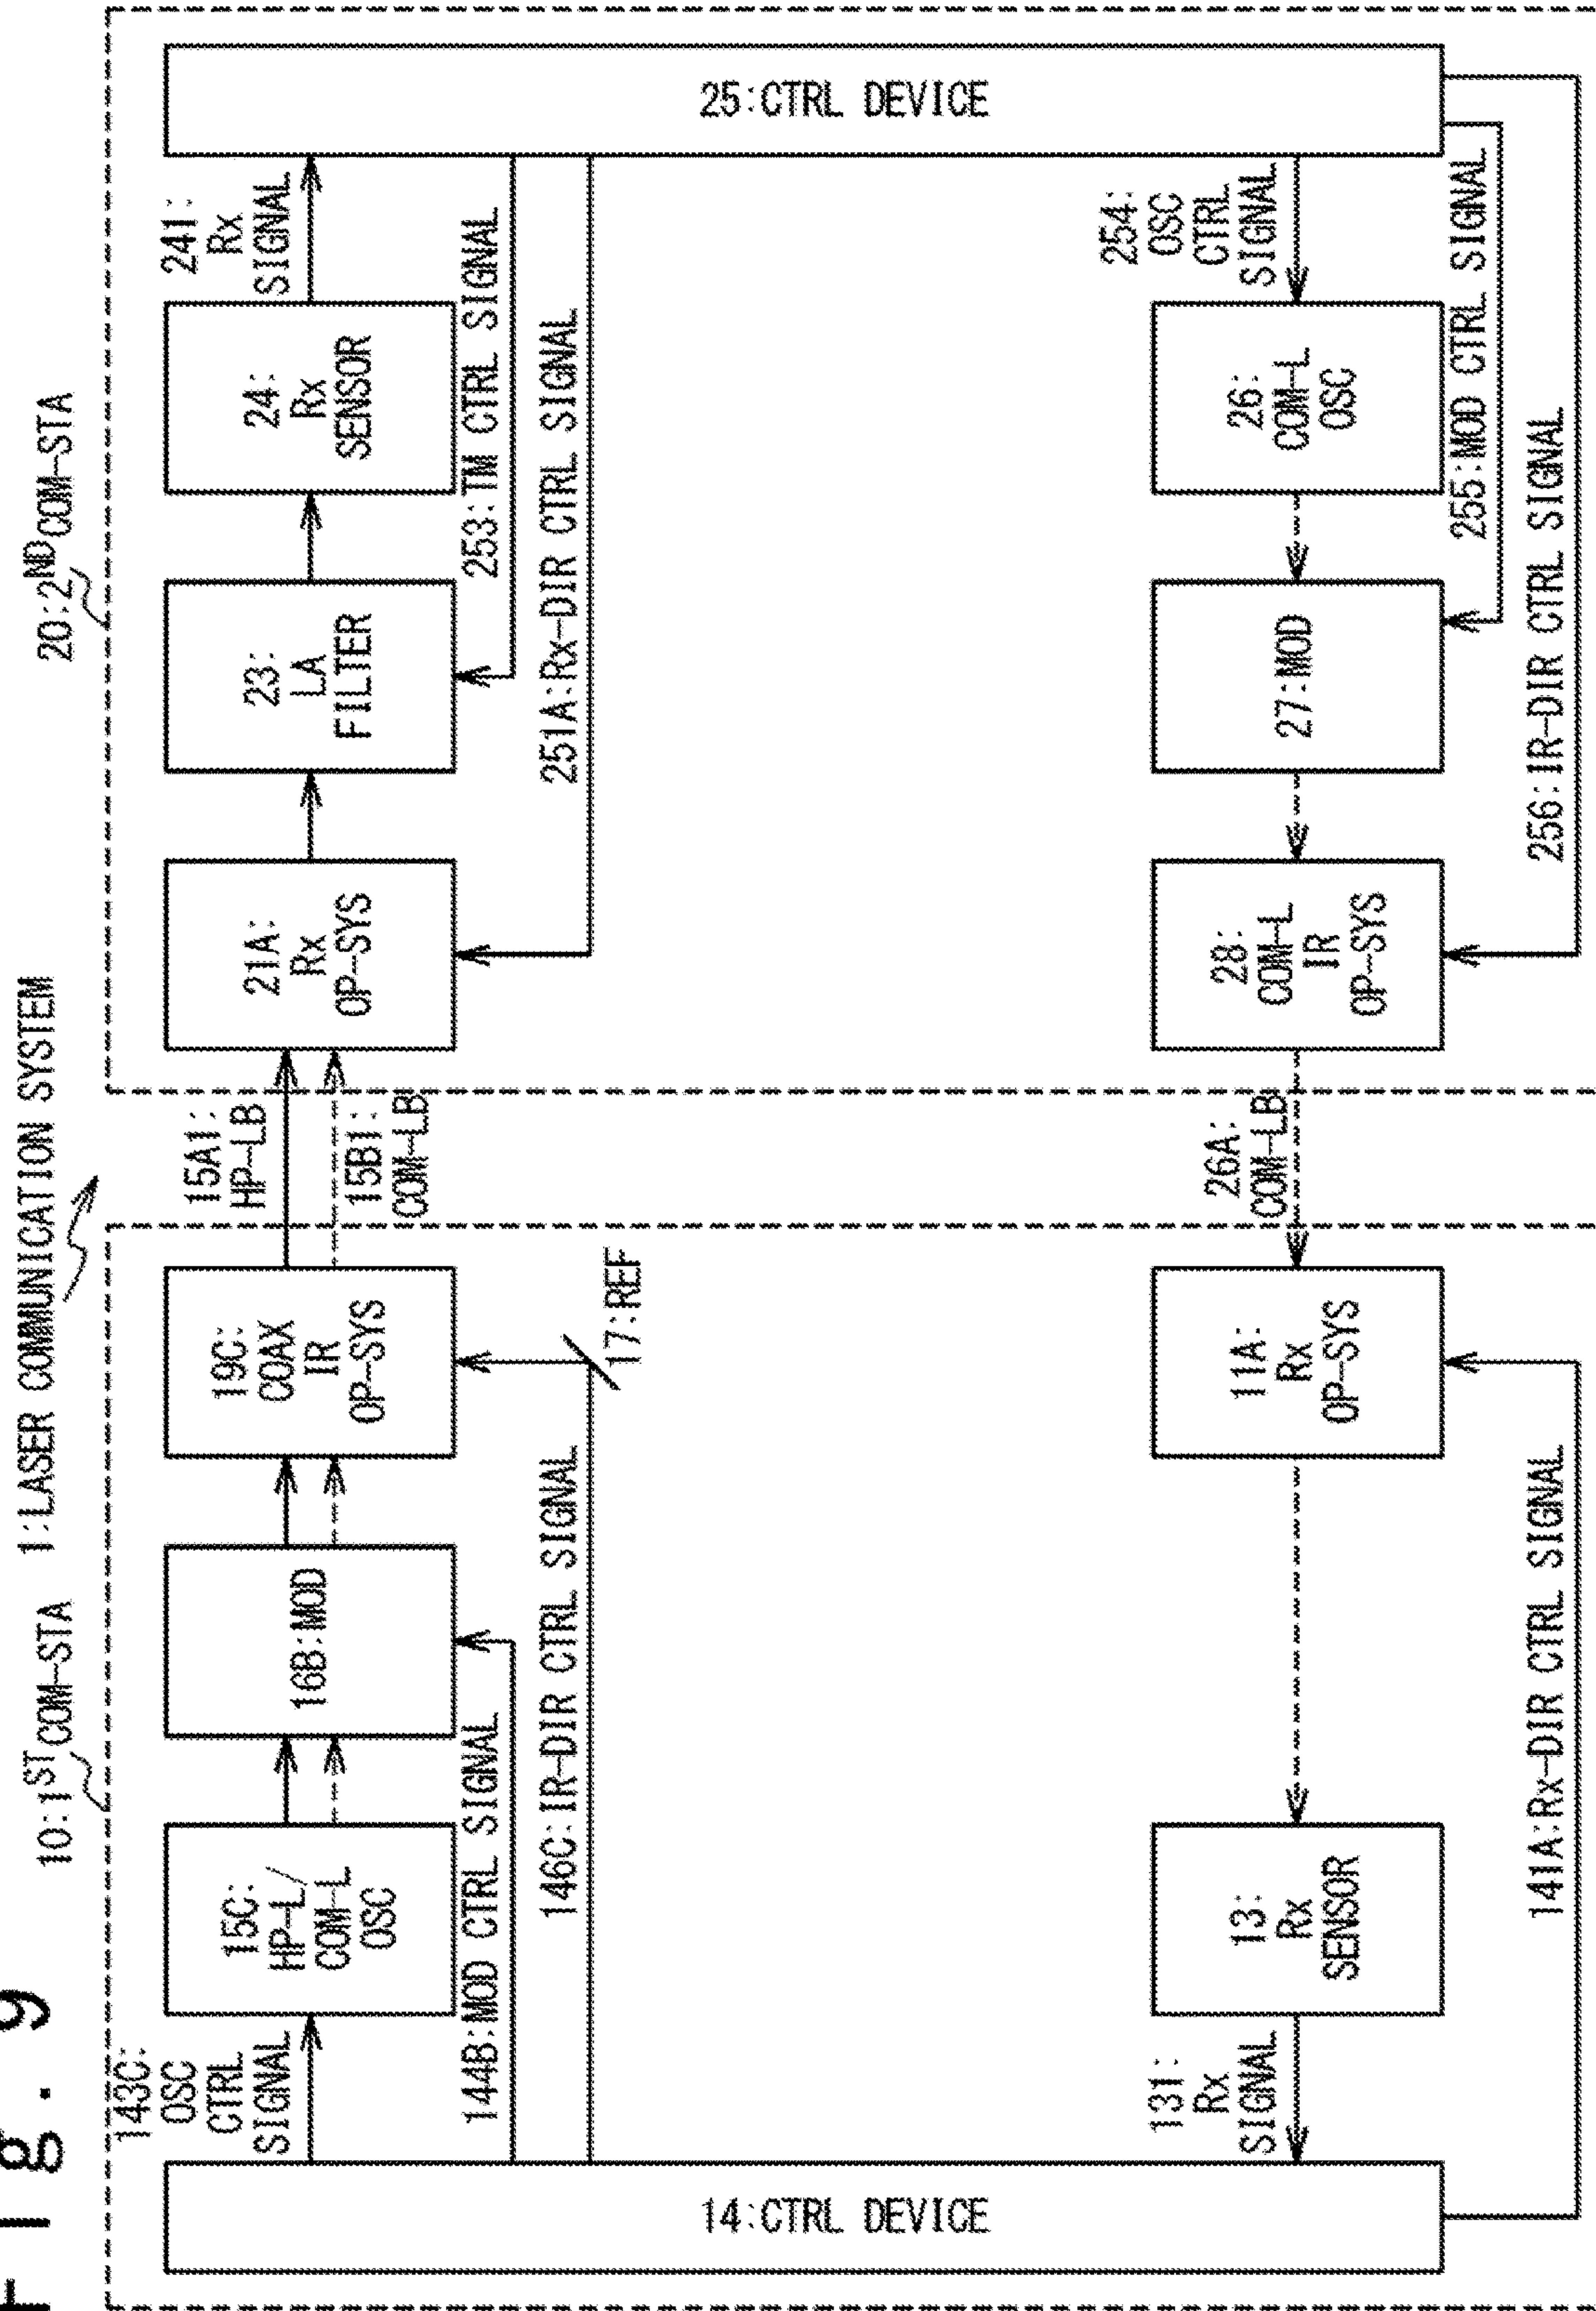 Fig. 9
1:LASER COMMUNICATION SYSTEM
10:1ST COM-STA
20:2ND COM-STA
143C:
OSC
CTRL
SIGNAL
15C:
HP-L/
COM-L
OSC
16B:MOD
19C:
COAX
IR
OP-SYS
15A1:
HP-LB
15B1:
COM-LB
21A:
Rx
OP-SYS
23:
LA
FILTER
24:
Rx
SENSOR
241:
Rx
SIGNAL
144B:MOD CTRL SIGNAL
146C:IR-DIR CTRL SIGNAL
17:REF
253:TM CTRL SIGNAL
251A:Rx-DIR CTRL SIGNAL
14:CTRL DEVICE
25:CTRL DEVICE
131:
Rx
SIGNAL
13:
Rx
SENSOR
11A:
Rx
OP-SYS
26A:
COM-LB
28:
COM-L
IR
OP-SYS
27:MOD
26:
COM-L
OSC
254:
OSC
CTRL
SIGNAL
255:MOD CTRL SIGNAL
141A:Rx-DIR CTRL SIGNAL
256:IR-DIR CTRL SIGNAL